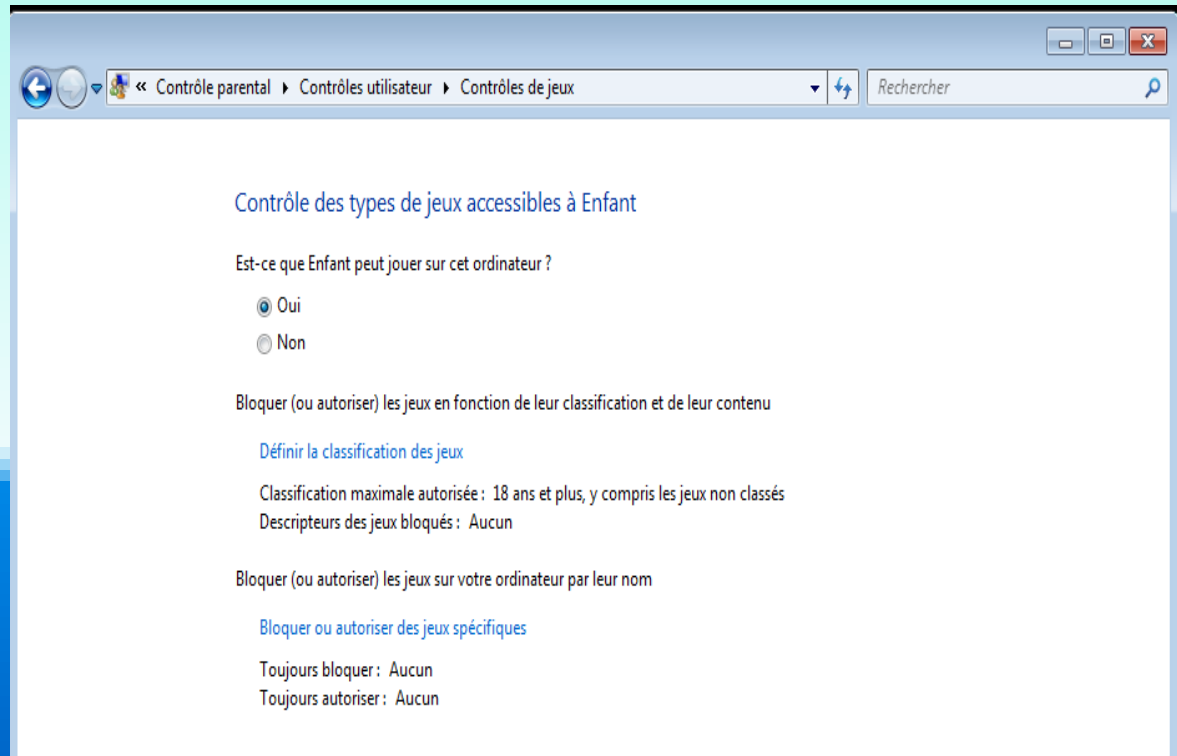 « Contrôle parental ▸ Contrôles utilisateur ▸ Contrôles de jeux
Rechercher
Contrôle des types de jeux accessibles à Enfant
Est-ce que Enfant peut jouer sur cet ordinateur ?
Oui
Non
Bloquer (ou autoriser) les jeux en fonction de leur classification et de leur contenu
Définir la classification des jeux
Classification maximale autorisée : 18 ans et plus, y compris les jeux non classés
Descripteurs des jeux bloqués : Aucun
Bloquer (ou autoriser) les jeux sur votre ordinateur par leur nom
Bloquer ou autoriser des jeux spécifiques
Toujours bloquer : Aucun
Toujours autoriser : Aucun